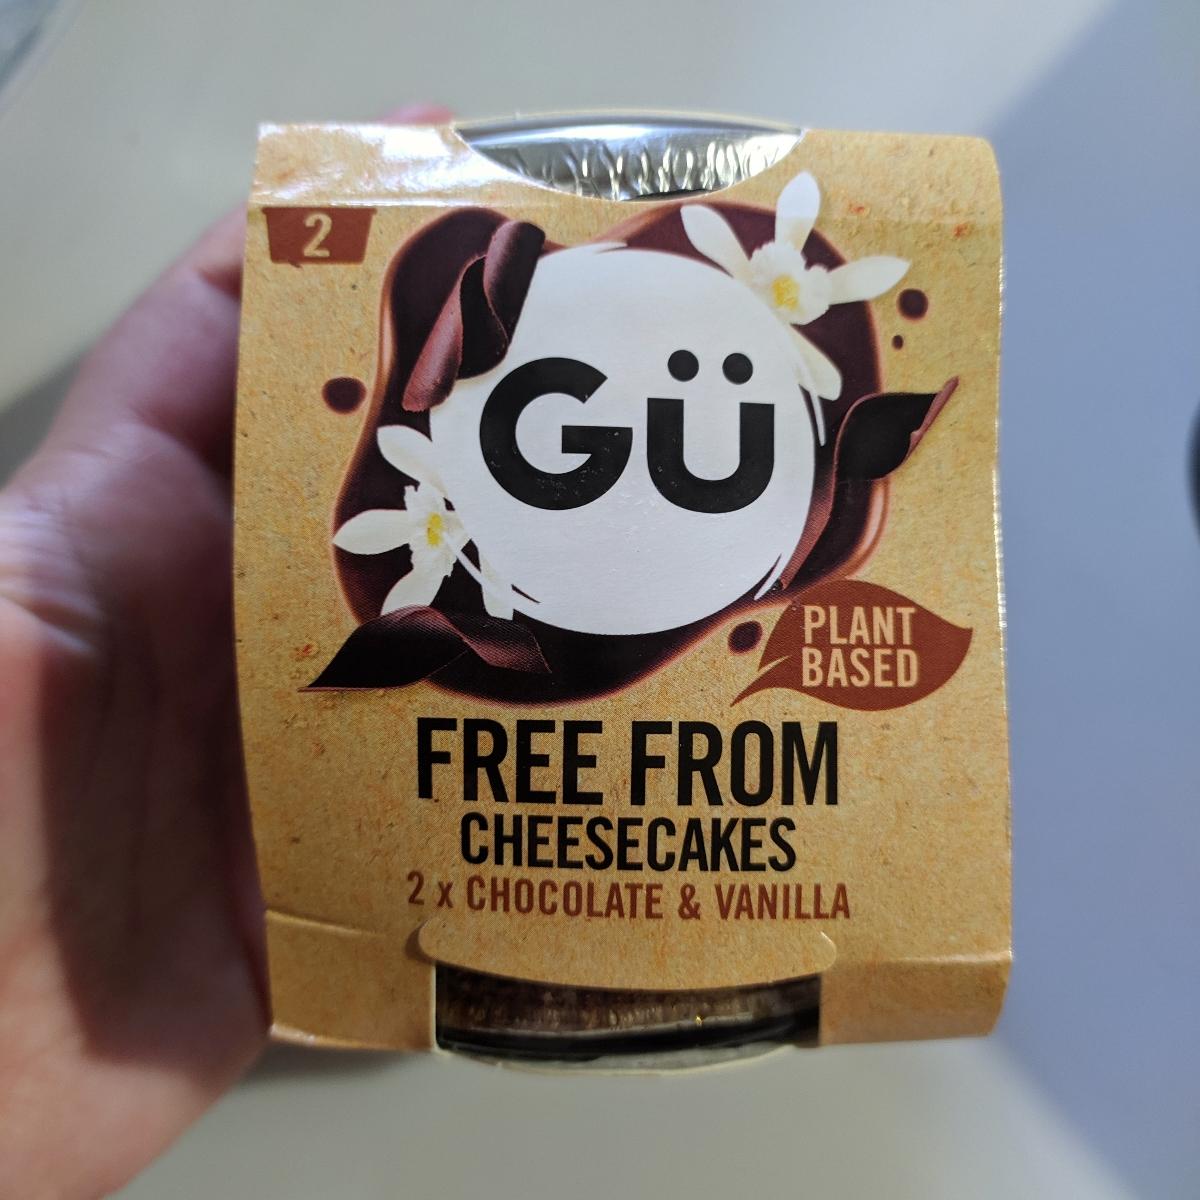 2
Gü
PLANT
BASED
FREE FROM
CHEESECAKES
2 x CHOCOLATE & VANILLA